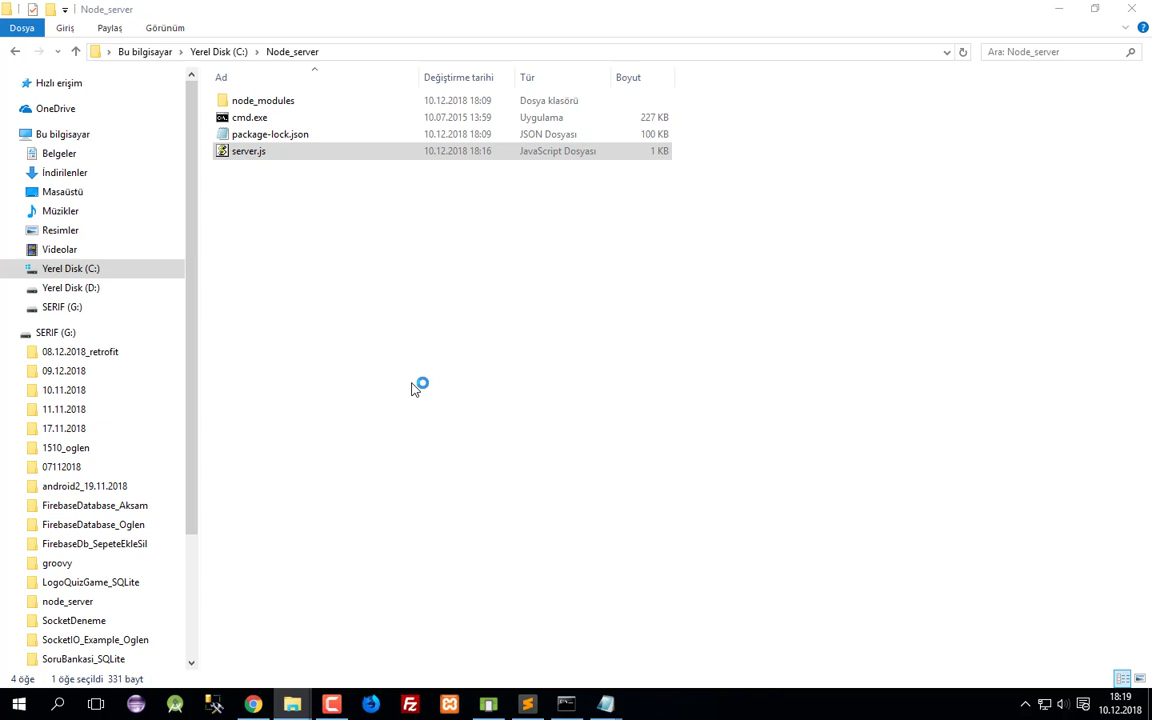 Node_server
Dosya Giriş Paylaş Görünüm
Bu bilgisayar Yerel Disk (C:) Node_server
Ara: Node_server
Ad Değiştirme tarihi Tür Boyut
node_modules 10.12.2018 18:09 Dosya klasörü
cmd.exe 10.07.2015 13:59 Uygulama 227 KB
package-lock.json 10.12.2018 18:09 JSON Dosyası 100 KB
server.js 10.12.2018 18:16 JavaScript Dosyası 1 KB
Hızlı erişim
OneDrive
Bu bilgisayar
Belgeler
İndirilenler
Masaüstü
Müzikler
Resimler
Videolar
Yerel Disk (C:)
Yerel Disk (D:)
SERIF (G:)
SERIF (G:)
08.12.2018_retrofit
09.12.2018
10.11.2018
11.11.2018
17.11.2018
1510_oglen
07112018
android2_19.11.2018
FirebaseDatabase_Aksam
FirebaseDatabase_Oglen
FirebaseDb_SepeteEkleSil
groovy
LogoQuizGame_SQLite
node_server
SocketDeneme
SocketIO_Example_Oglen
SoruBankasi_SQLite
4 öğe 1 öğe seçildi 331 bayt
18:19
10.12.2018